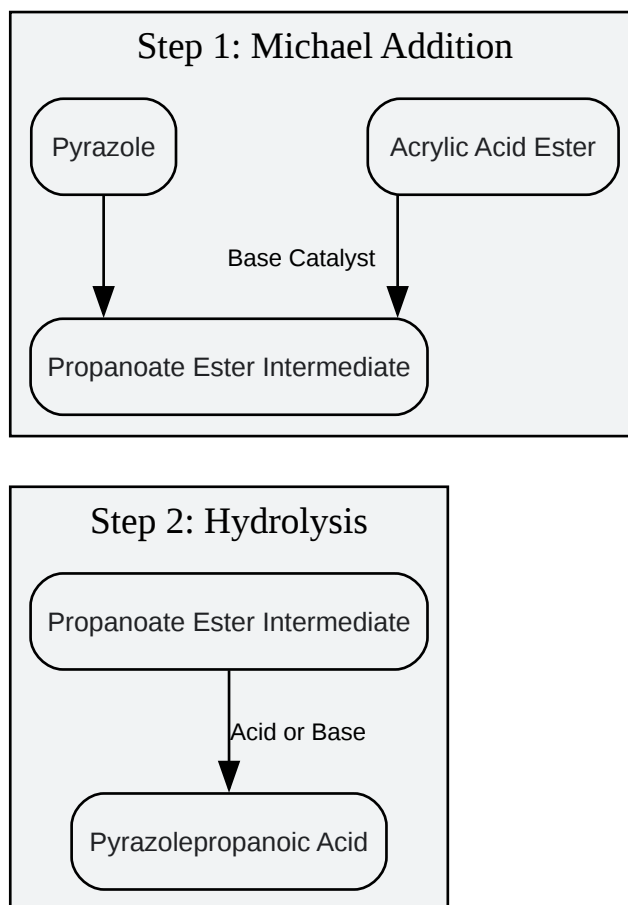 Step 1: Michael Addition
Pyrazole
Acrylic Acid Ester
Base Catalyst
Propanoate Ester Intermediate
Step 2: Hydrolysis
Propanoate Ester Intermediate
Acid or Base
Pyrazolepropanoic Acid